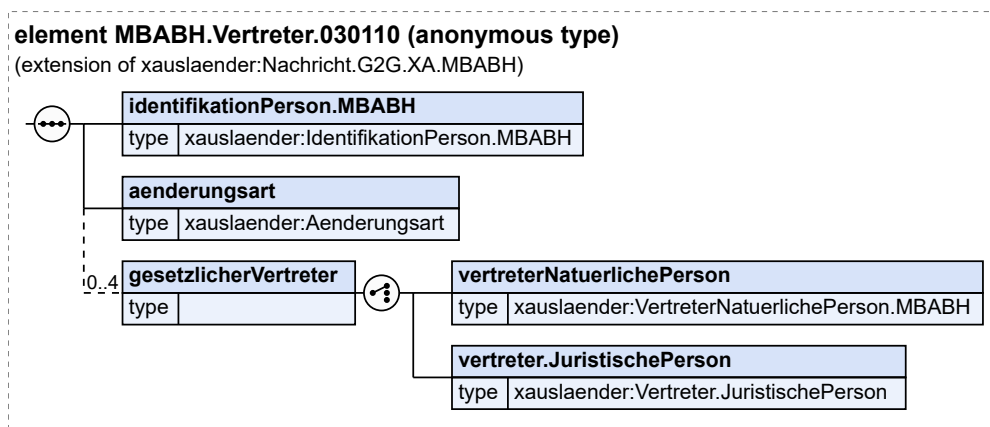 element MBABH.Vertreter.030110 (anonymous type)
(extension of xauslaender:Nachricht.G2G.XA.MBABH)
identifikationPerson.MBABH
type xauslaender:IdentifikationPerson.MBABH
aenderungsart
type xauslaender:Aenderungsart
0..4
gesetzlicherVertreter
type
vertreterNatuerlichePerson
type xauslaender:VertreterNatuerlichePerson.MBABH
vertreter.JuristischePerson
type xauslaender:Vertreter.JuristischePerson